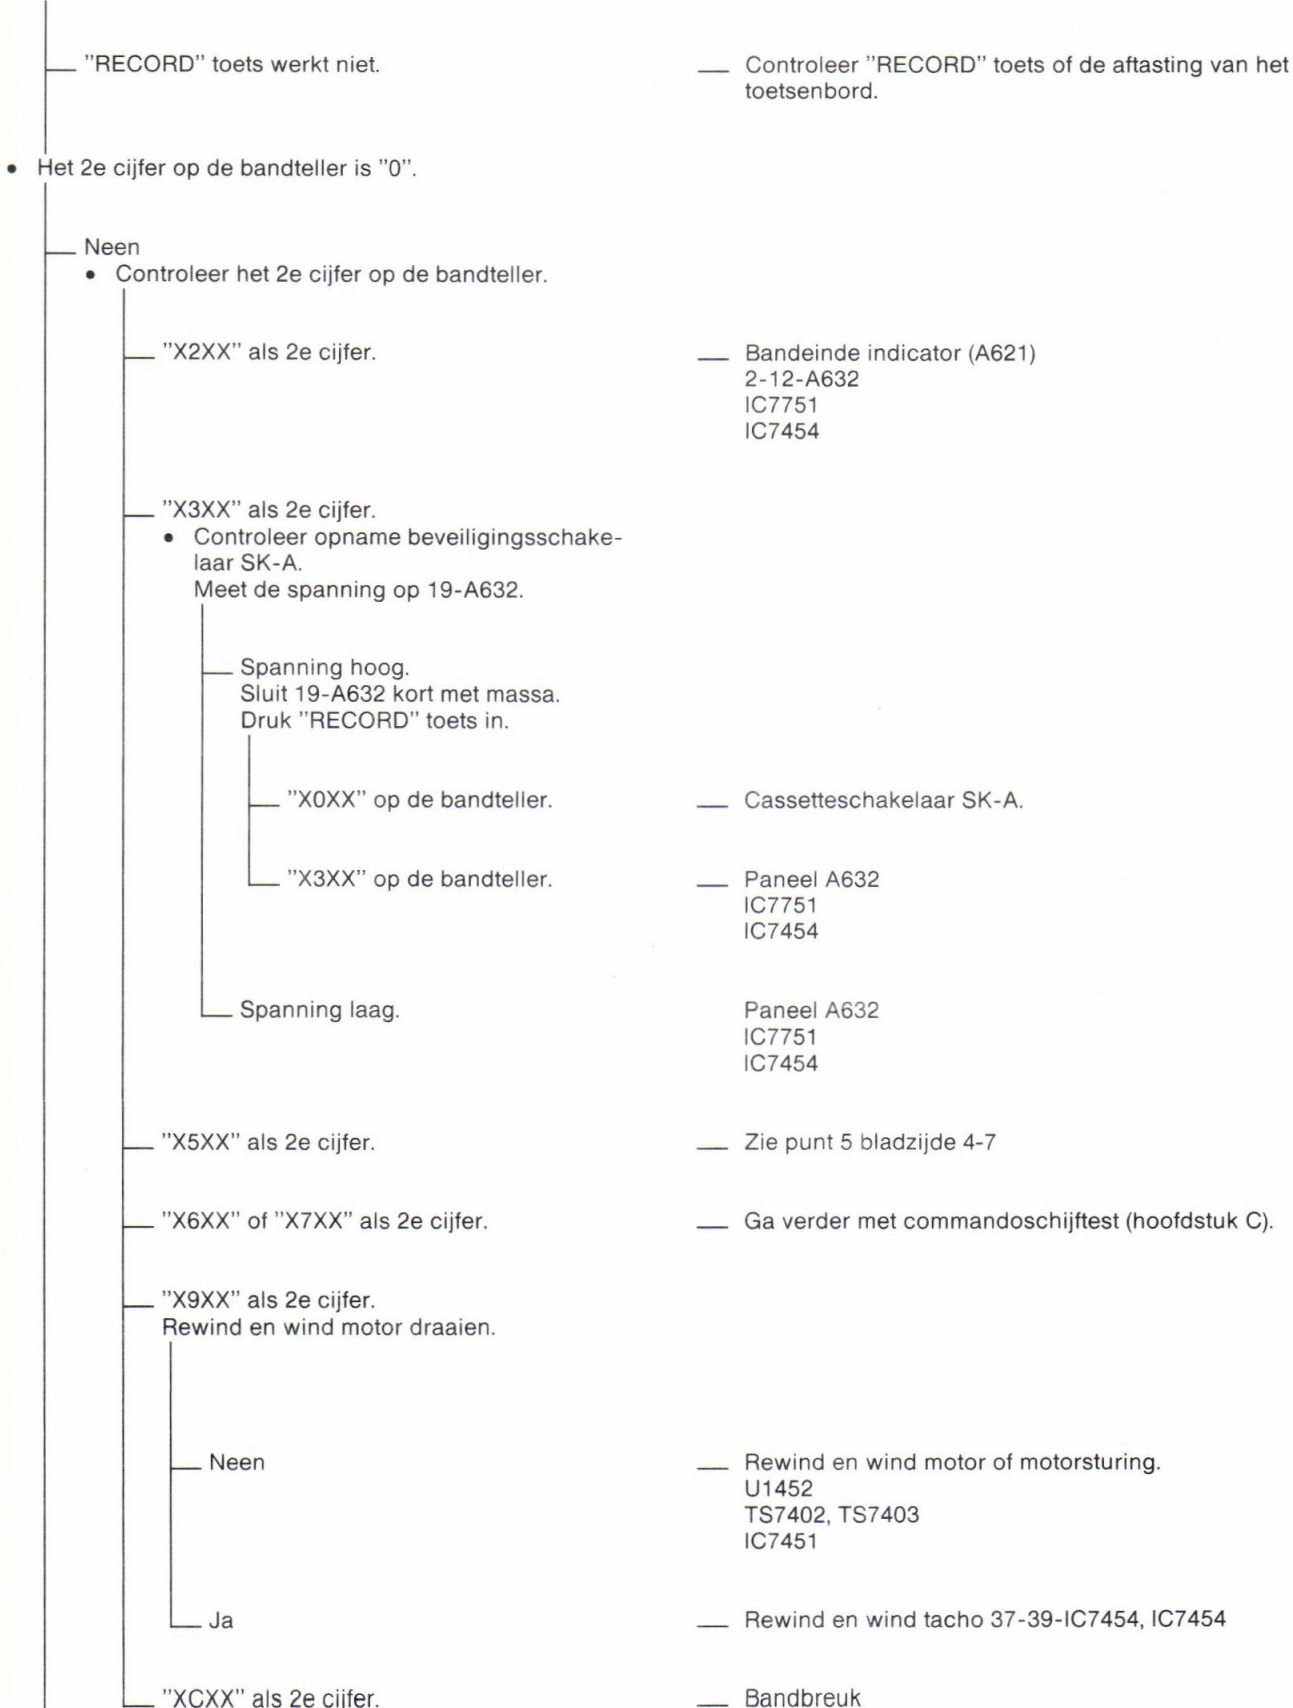 "RECORD" toets werkt niet.
Controleer "RECORD" toets of de aftasting van het
toetsenbord.
• Het 2e cijfer op de bandteller is "0".
Neen
• Controleer het 2e cijfer op de bandteller.
"X2XX" als 2e cijfer.
Bandeinde indicator (A621)
2-12-A632
IC7751
IC7454
"X3XX" als 2e cijfer.
• Controleer opname beveiligingsschake-
laar SK-A.
Meet de spanning op 19-A632.
Spanning hoog.
Sluit 19-A632 kort met massa.
Druk "RECORD" toets in.
"X0XX" op de bandteller.
Cassetteschakelaar SK-A.
"X3XX" op de bandteller.
Paneel A632
IC7751
IC7454
Spanning laag.
Paneel A632
IC7751
IC7454
"X5XX" als 2e cijfer.
Zie punt 5 bladzijde 4-7
"X6XX" of "X7XX" als 2e cijfer.
Ga verder met commandoschijftest (hoofdstuk C).
"X9XX" als 2e cijfer.
Rewind en wind motor draaien.
Neen
Rewind en wind motor of motorsturing.
U1452
TS7402, TS7403
IC7451
Ja
Rewind en wind tacho 37-39-IC7454, IC7454
"XCXX" als 2e cijfer.
Bandbreuk